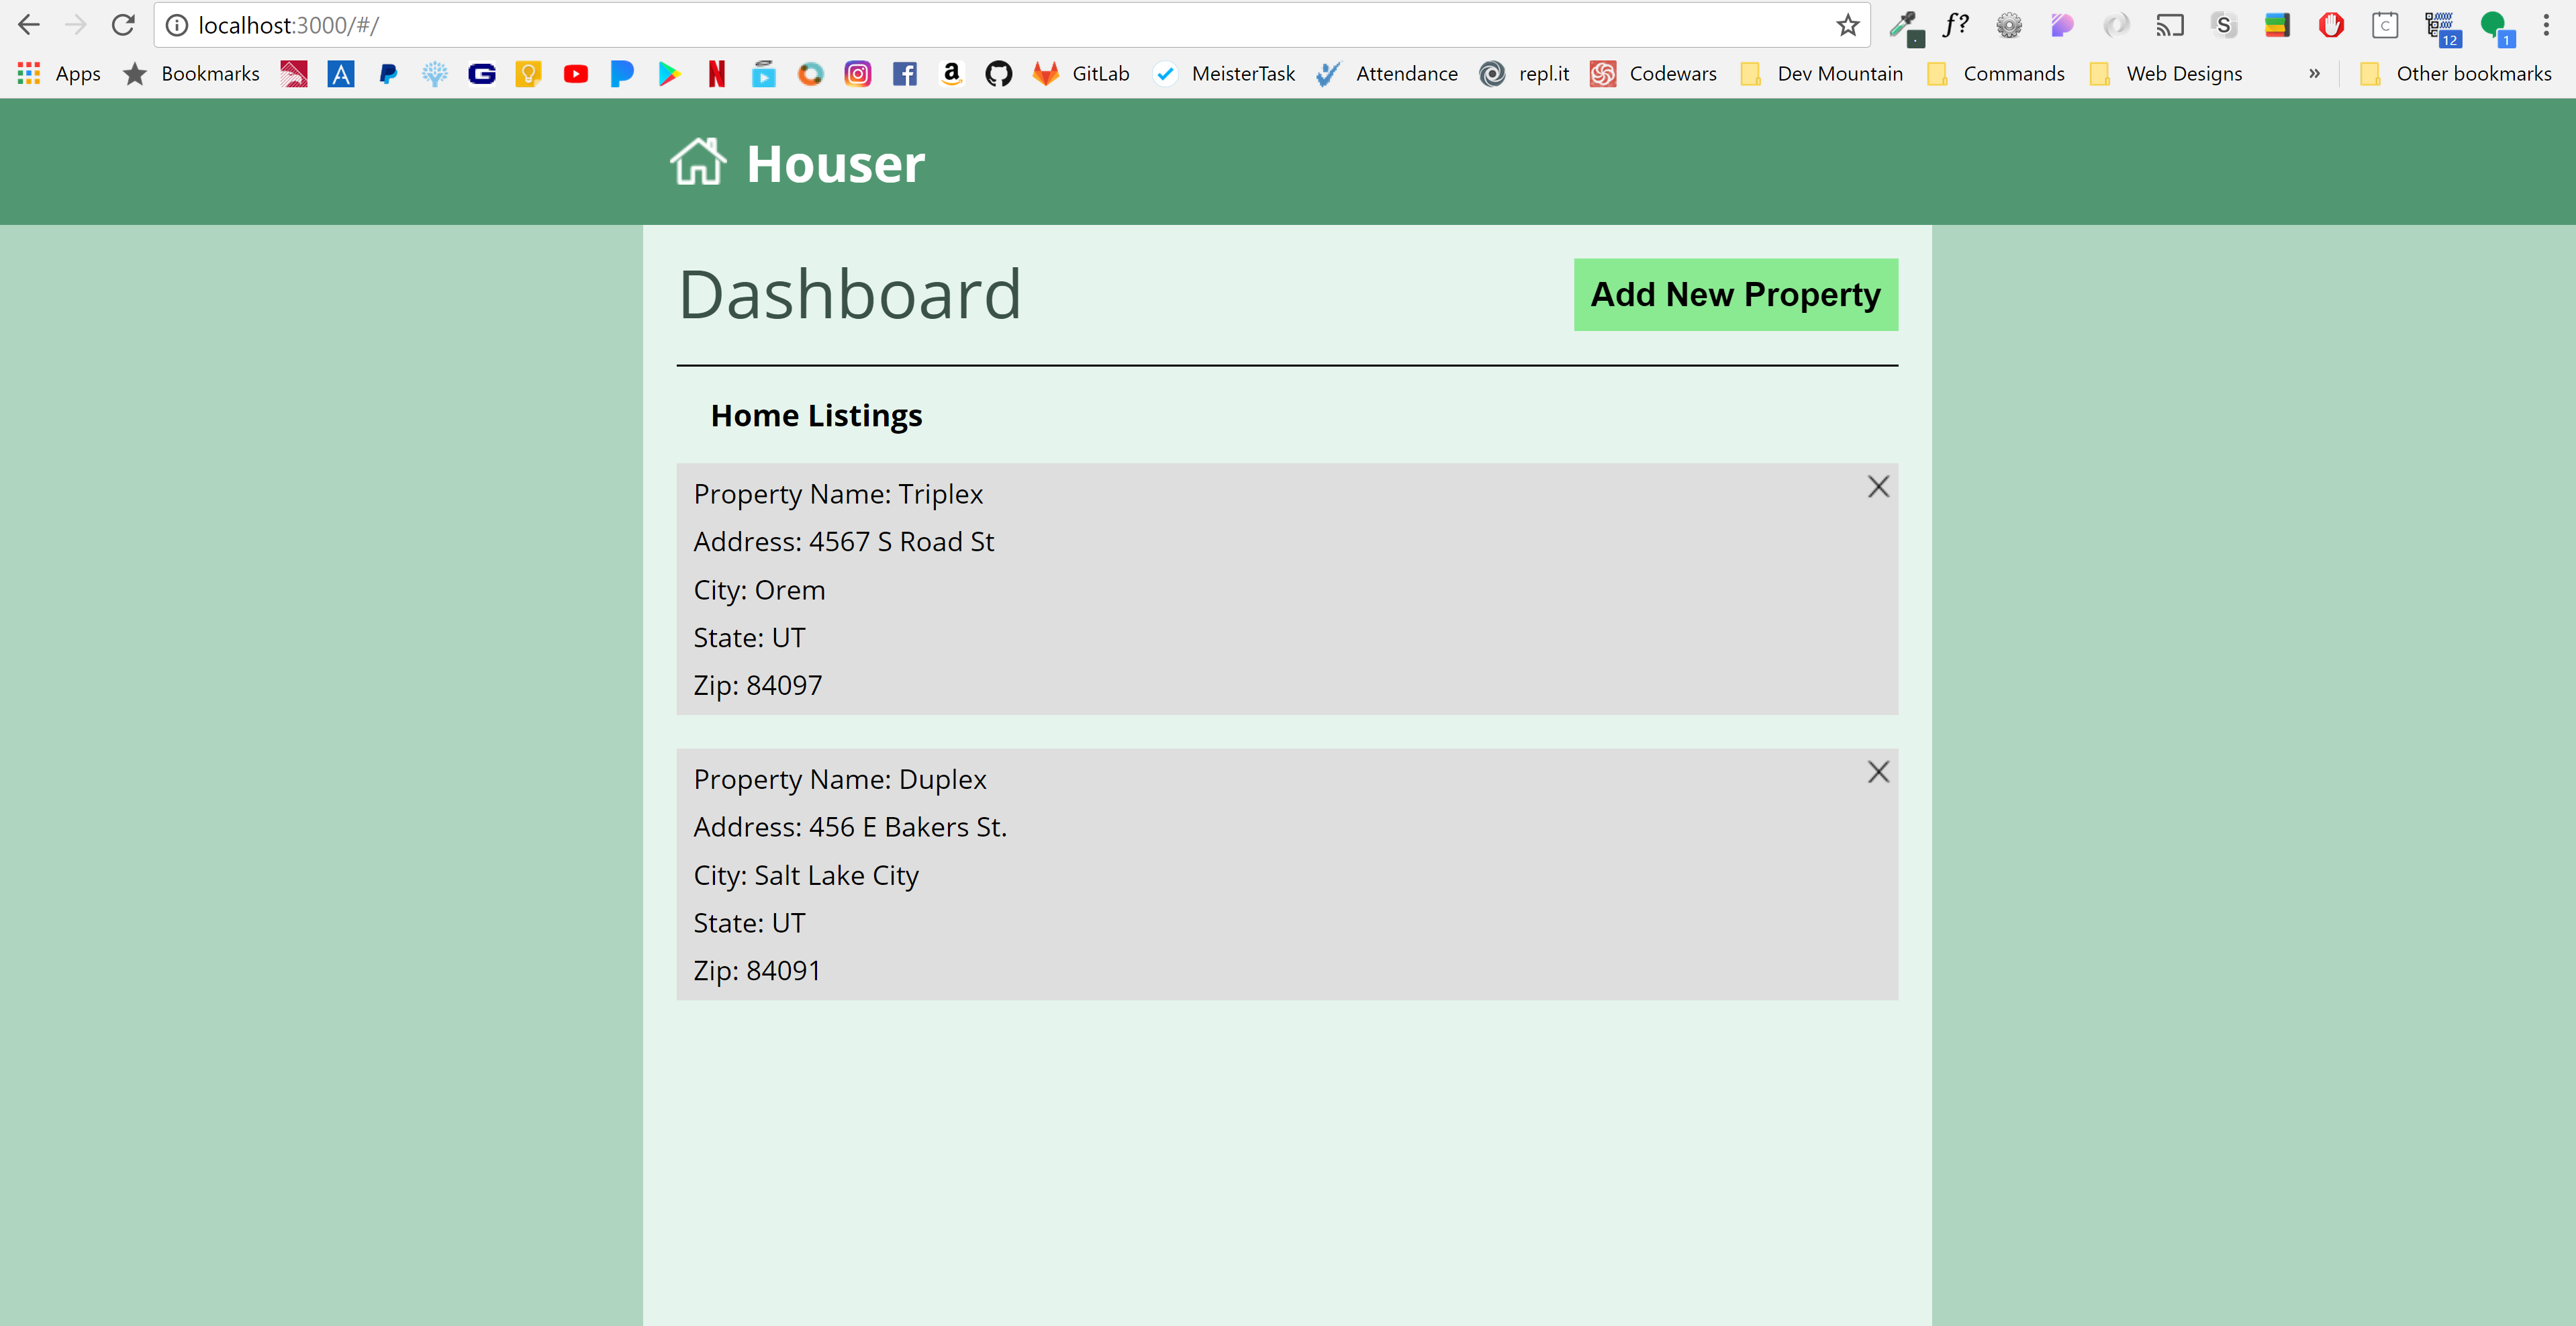 localhost:3000/#/
f?
S
C
12
1
Apps Bookmarks GitLab MeisterTask Attendance repl.it Codewars Dev Mountain Commands Web Designs » Other bookmarks
Houser
Dashboard
Add New Property
Home Listings
Property Name: Triplex
Address: 4567 S Road St
City: Orem
State: UT
Zip: 84097
Property Name: Duplex
Address: 456 E Bakers St.
City: Salt Lake City
State: UT
Zip: 84091